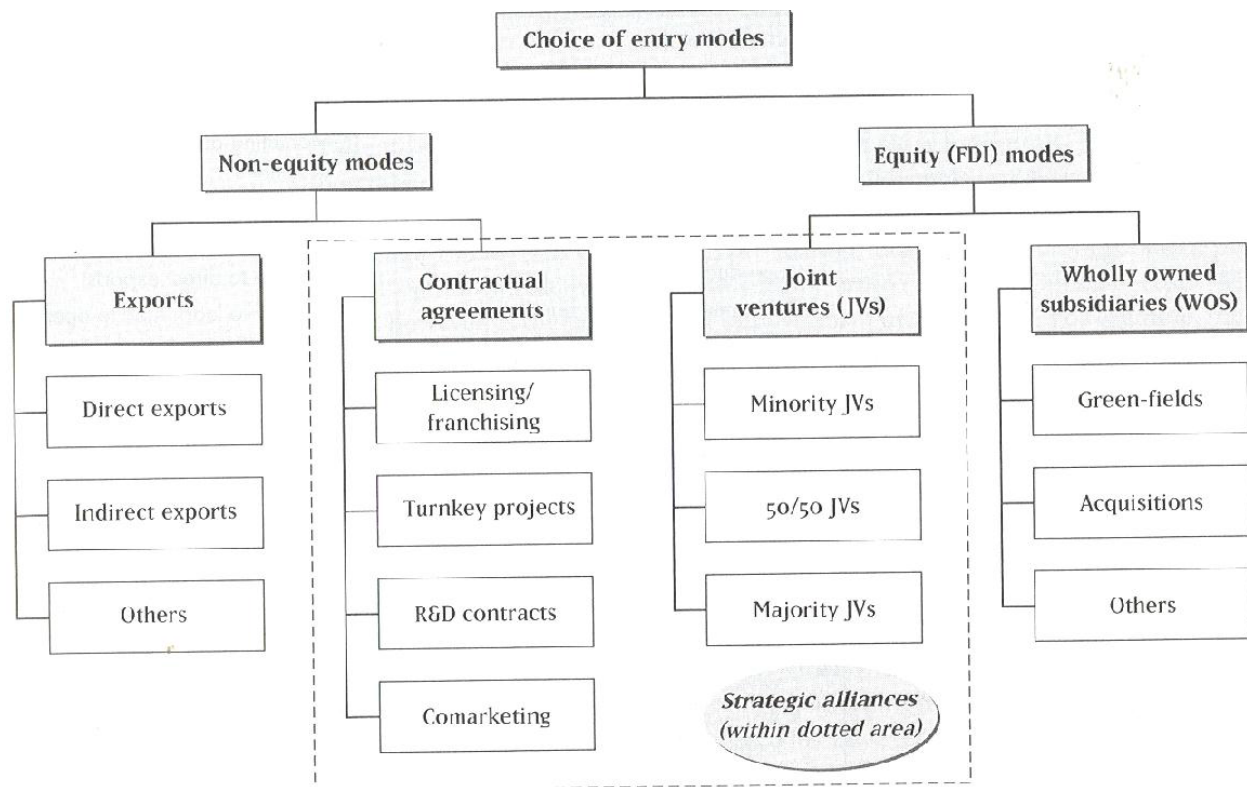 Choice of entry modes
Non-equity modes
Equity (FDI) modes
Exports
Contractual
agreements
Joint
ventures (JVs)
Wholly owned
subsidiaries (WOS)
Direct exports
Licensing/
franchising
Minority JVs
Green-fields
Indirect exports
Turnkey projects
50/50 JVs
Acquisitions
Others
R&D contracts
Majority JVs
Others
Comarketing
Strategic alliances
(within dotted area)